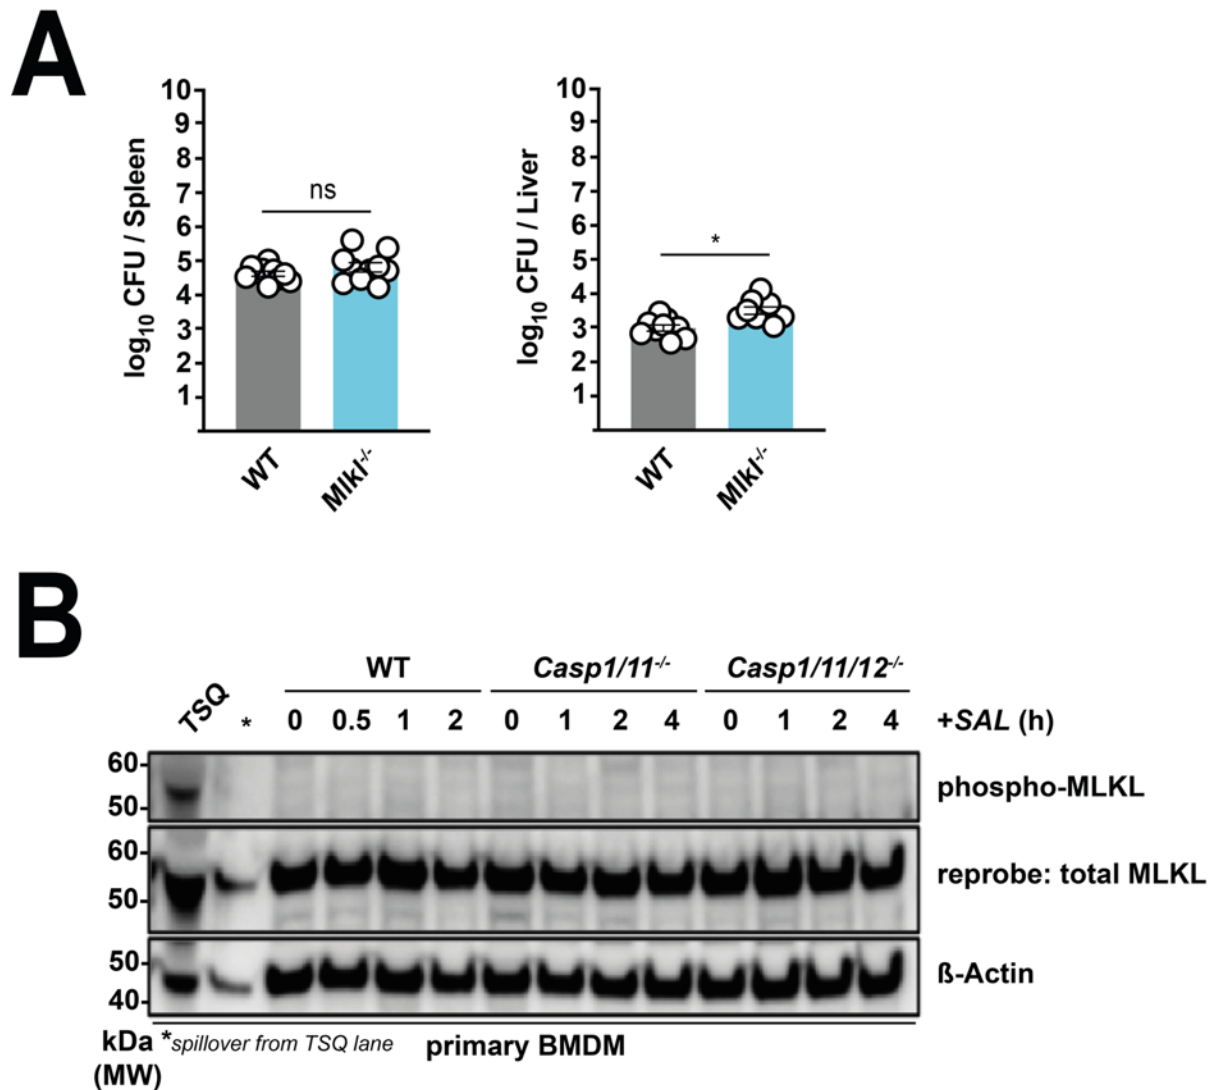 A
log10 CFU / Spleen
10
9
8
7
6
5
4
3
2
1
ns
WT
Mlkl-/-
log10 CFU / Liver
10
9
8
7
6
5
4
3
2
1
*
WT
Mlkl-/-
B
TSQ * WT Casp1/11-/- Casp1/11/12-/-
0 0.5 1 2 0 1 2 4 0 1 2 4 +SAL (h)
60
50
phospho-MLKL
60
50
reprobe: total MLKL
50
40
ß-Actin
kDa
(MW)
*spillover from TSQ lane
primary BMDM